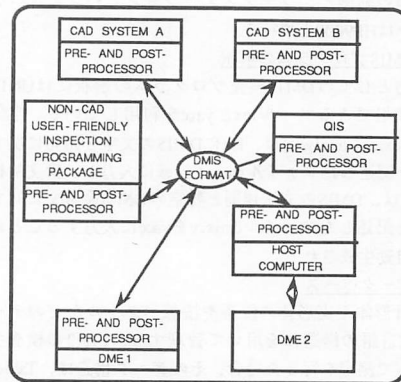 CAD SYSTEM A
PRE- AND POST-
PROCESSOR
CAD SYSTEM B
PRE- AND POST-
PROCESSOR
NON-CAD
USER-FRIENDLY
INSPECTION
PROGRAMMING
PACKAGE
PRE- AND POST-
PROCESSOR
QIS
PRE- AND POST-
PROCESSOR
DMIS
FORMAT
PRE- AND POST-
PROCESSOR
HOST
COMPUTER
PRE- AND POST-
PROCESSOR
DME 1
DME 2